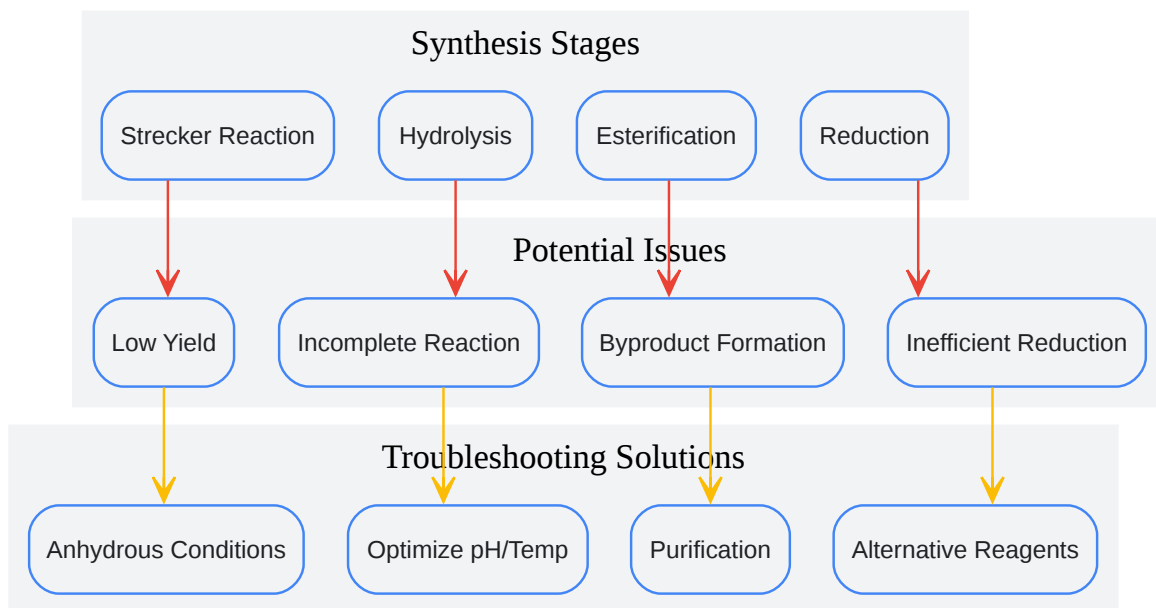 Synthesis Stages
Strecker Reaction
Hydrolysis
Esterification
Reduction
Potential Issues
Low Yield
Incomplete Reaction
Byproduct Formation
Inefficient Reduction
Troubleshooting Solutions
Anhydrous Conditions
Optimize pH/Temp
Purification
Alternative Reagents